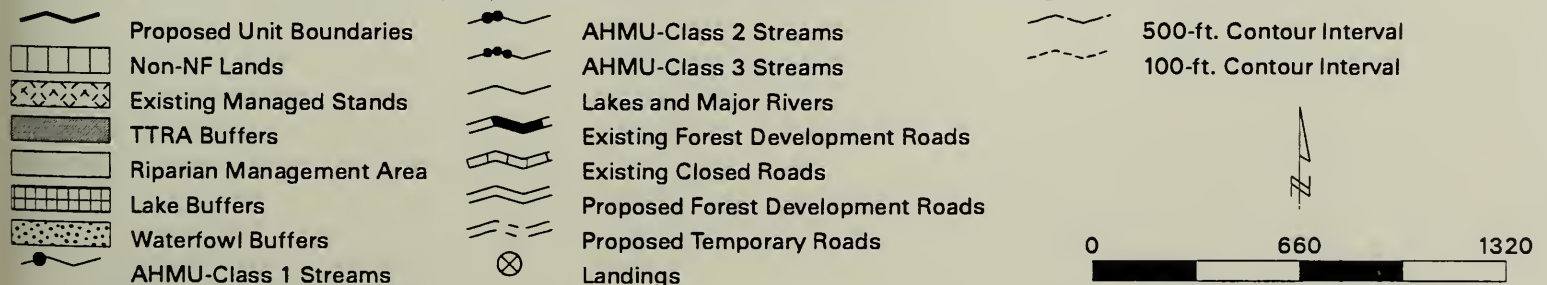 Proposed Unit Boundaries
Non-NF Lands
Existing Managed Stands
TTRA Buffers
Riparian Management Area
Lake Buffers
Waterfowl Buffers
AHMU-Class 1 Streams
AHMU-Class 2 Streams
AHMU-Class 3 Streams
Lakes and Major Rivers
Existing Forest Development Roads
Existing Closed Roads
Proposed Forest Development Roads
Proposed Temporary Roads
Landings
500-ft. Contour Interval
100-ft. Contour Interval
N
0 660 1320